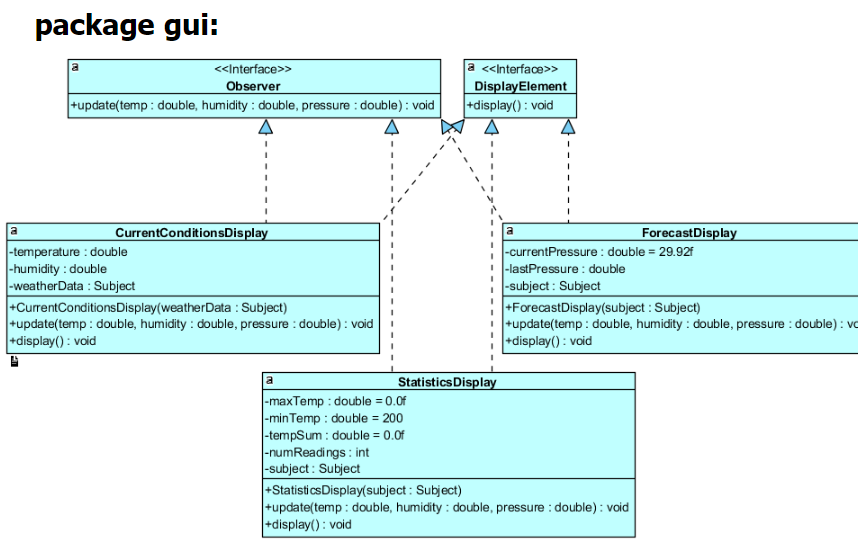 package gui:
a
<<Interface>>
Observer
+update(temp : double, humidity : double, pressure : double) : void
a
<<Interface>>
DisplayElement
+display() : void
a
CurrentConditionsDisplay
-temperature : double
-humidity : double
-weatherData : Subject
+CurrentConditionsDisplay(weatherData : Subject)
+update(temp : double, humidity : double, pressure : double) : void
+display() : void
a
ForecastDisplay
-currentPressure : double = 29.92f
-lastPressure : double
-subject : Subject
+ForecastDisplay(subject : Subject)
+update(temp : double, humidity : double, pressure : double) :
+display() : void
a
StatisticsDisplay
-maxTemp : double = 0.0f
-minTemp : double = 200
-tempSum : double = 0.0f
-numReadings : int
-subject : Subject
+StatisticsDisplay(subject : Subject)
+update(temp : double, humidity : double, pressure : double) : void
+display() : void